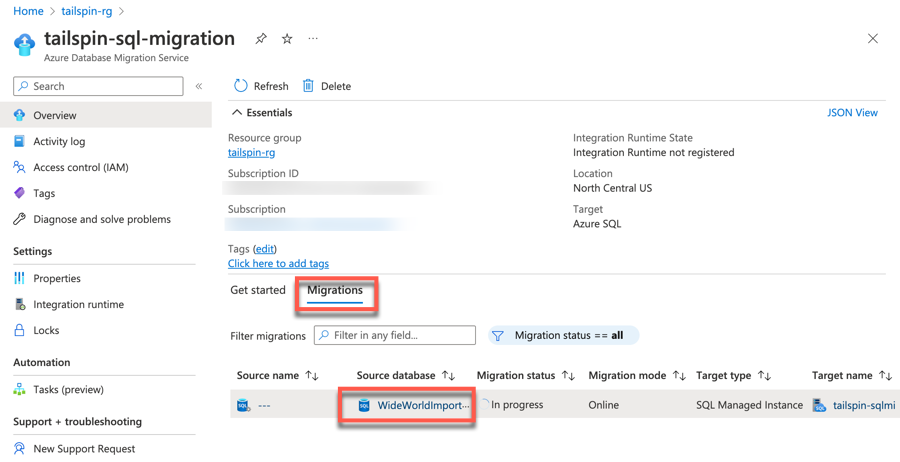 Home > tailspin-rg >
tailspin-sql-migration
Azure Database Migration Service
Search
Refresh Delete
Overview
Activity log
Access control (IAM)
Tags
Diagnose and solve problems
Settings
Properties
Integration runtime
Locks
Automation
Tasks (preview)
Support + troubleshooting
New Support Request
Essentials JSON View
Resource group
tailspin-rg
Subscription ID
Subscription
Tags (edit)
Click here to add tags
Integration Runtime State
Integration Runtime not registered
Location
North Central US
Target
Azure SQL
Get started Migrations
Filter migrations Filter in any field... Migration status == all
Source name Source database Migration status Migration mode Target type Target name
--- WideWorldImport... In progress Online SQL Managed Instance tailspin-sqlmi